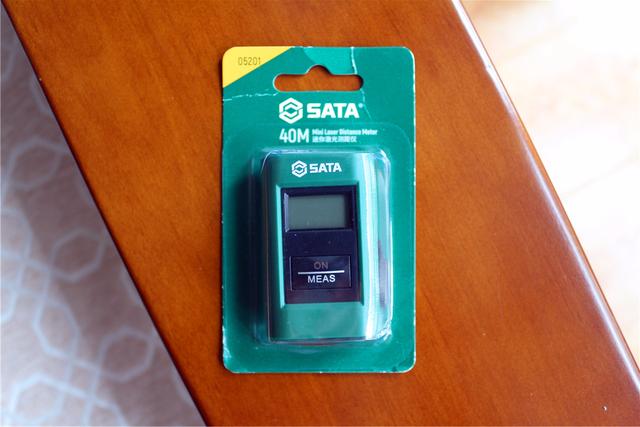 05201
SATA®
40M Mini Laser Distance Meter
迷你激光测距仪
SATA
ON
MEAS